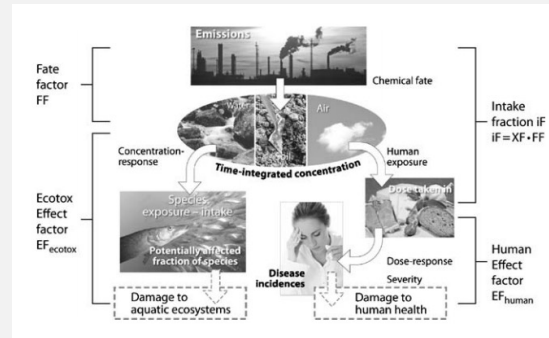 Emissions
Fate
factor
FF
Chemical fate
Water
Soil
Air
Intake
fraction iF
iF=XF·FF
Concentration-
response
Human
exposure
Time-integrated concentration
Ecotox
Effect
factor
EFecotox
Species
exposure – intake
Potentially affected
fraction of species
Dose taken in
Disease
incidences
Dose-response
Severity
Human
Effect
factor
EFhuman
Damage to
aquatic ecosystems
Damage to
human health